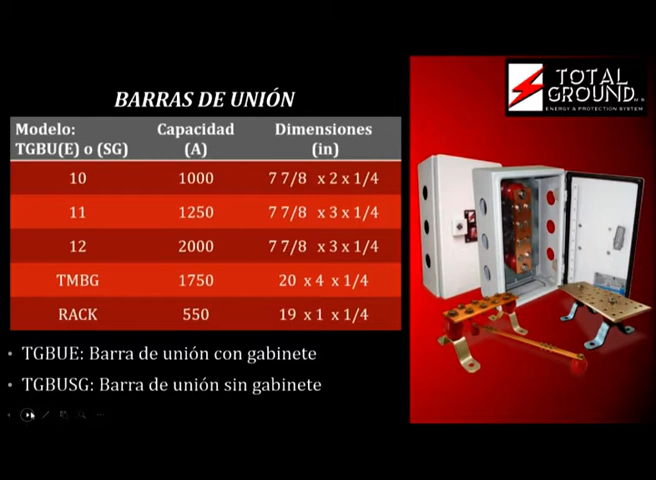 TOTAL
GROUND
ENERGY & PROTECTION SYSTEM
BARRAS DE UNIÓN
Modelo: Capacidad Dimensiones
TGBU(E) o (SG) (A) (in)
10 1000 7 7/8 x 2 x 1/4
11 1250 7 7/8 x 3 x 1/4
12 2000 7 7/8 x 3 x 1/4
TMBG 1750 20 x 4 x 1/4
RACK 550 19 x 1 x 1/4
• TGBUE: Barra de unión con gabinete
• TGBUSG: Barra de unión sin gabinete